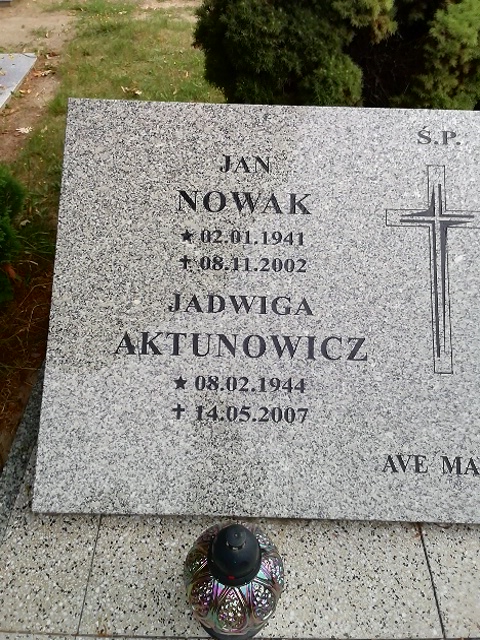 Ś.P.
JAN
NOWAK
★ 02.01.1941
✝ 08.11.2002
JADWIGA
AKTUNOWICZ
★ 08.02.1944
✝ 14.05.2007
AVE MA